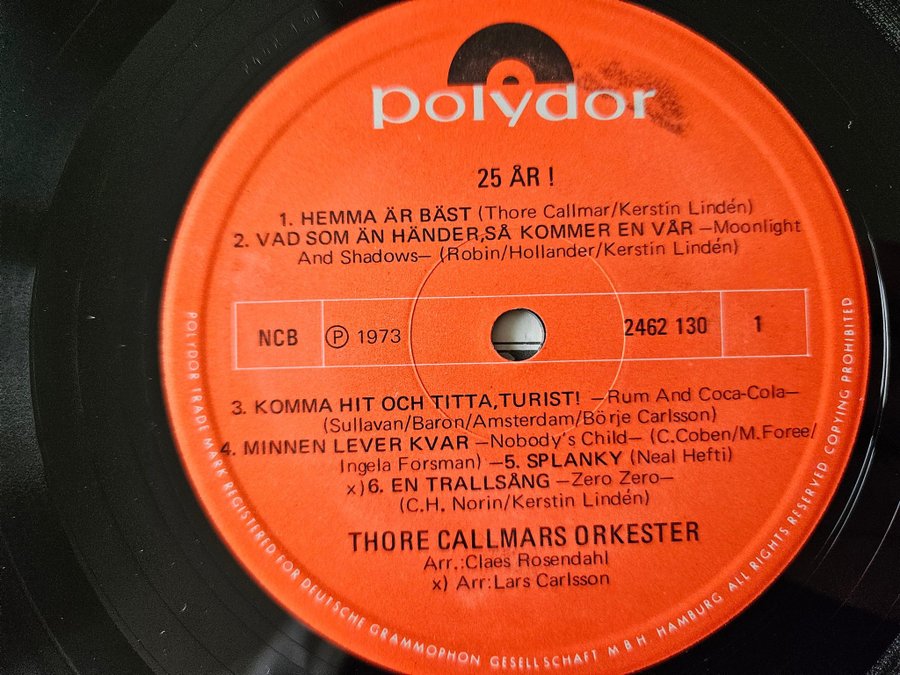 polydor
25 ÅR !
1. HEMMA ÄR BÄST (Thore Callmar/Kerstin Lindén)
2. VAD SOM ÄN HÄNDER,SÅ KOMMER EN VÅR —Moonlight
And Shadows— (Robin/Hollander/Kerstin Lindén)
NCB Ⓟ 1973 2462 130 1
3. KOMMA HIT OCH TITTA,TURIST! —Rum And Coca-Cola—
(Sullavan/Baron/Amsterdam/Börje Carlsson)
4. MINNEN LEVER KVAR —Nobody's Child— (C.Coben/M.Foree/
Ingela Forsman) —5. SPLANKY (Neal Hefti)
x) 6. EN TRALLSÅNG —Zero Zero—
(C.H. Norin/Kerstin Lindén)
THORE CALLMARS ORKESTER
Arr.:Claes Rosendahl
x) Arr:Lars Carlsson
POLYDOR TRADE MARK REGISTERED FOR DEUTSCHE GRAMMOPHON GESELLSCHAFT M B H HAMBURG ALL RIGHTS RESERVED COPYING PROHIBITED